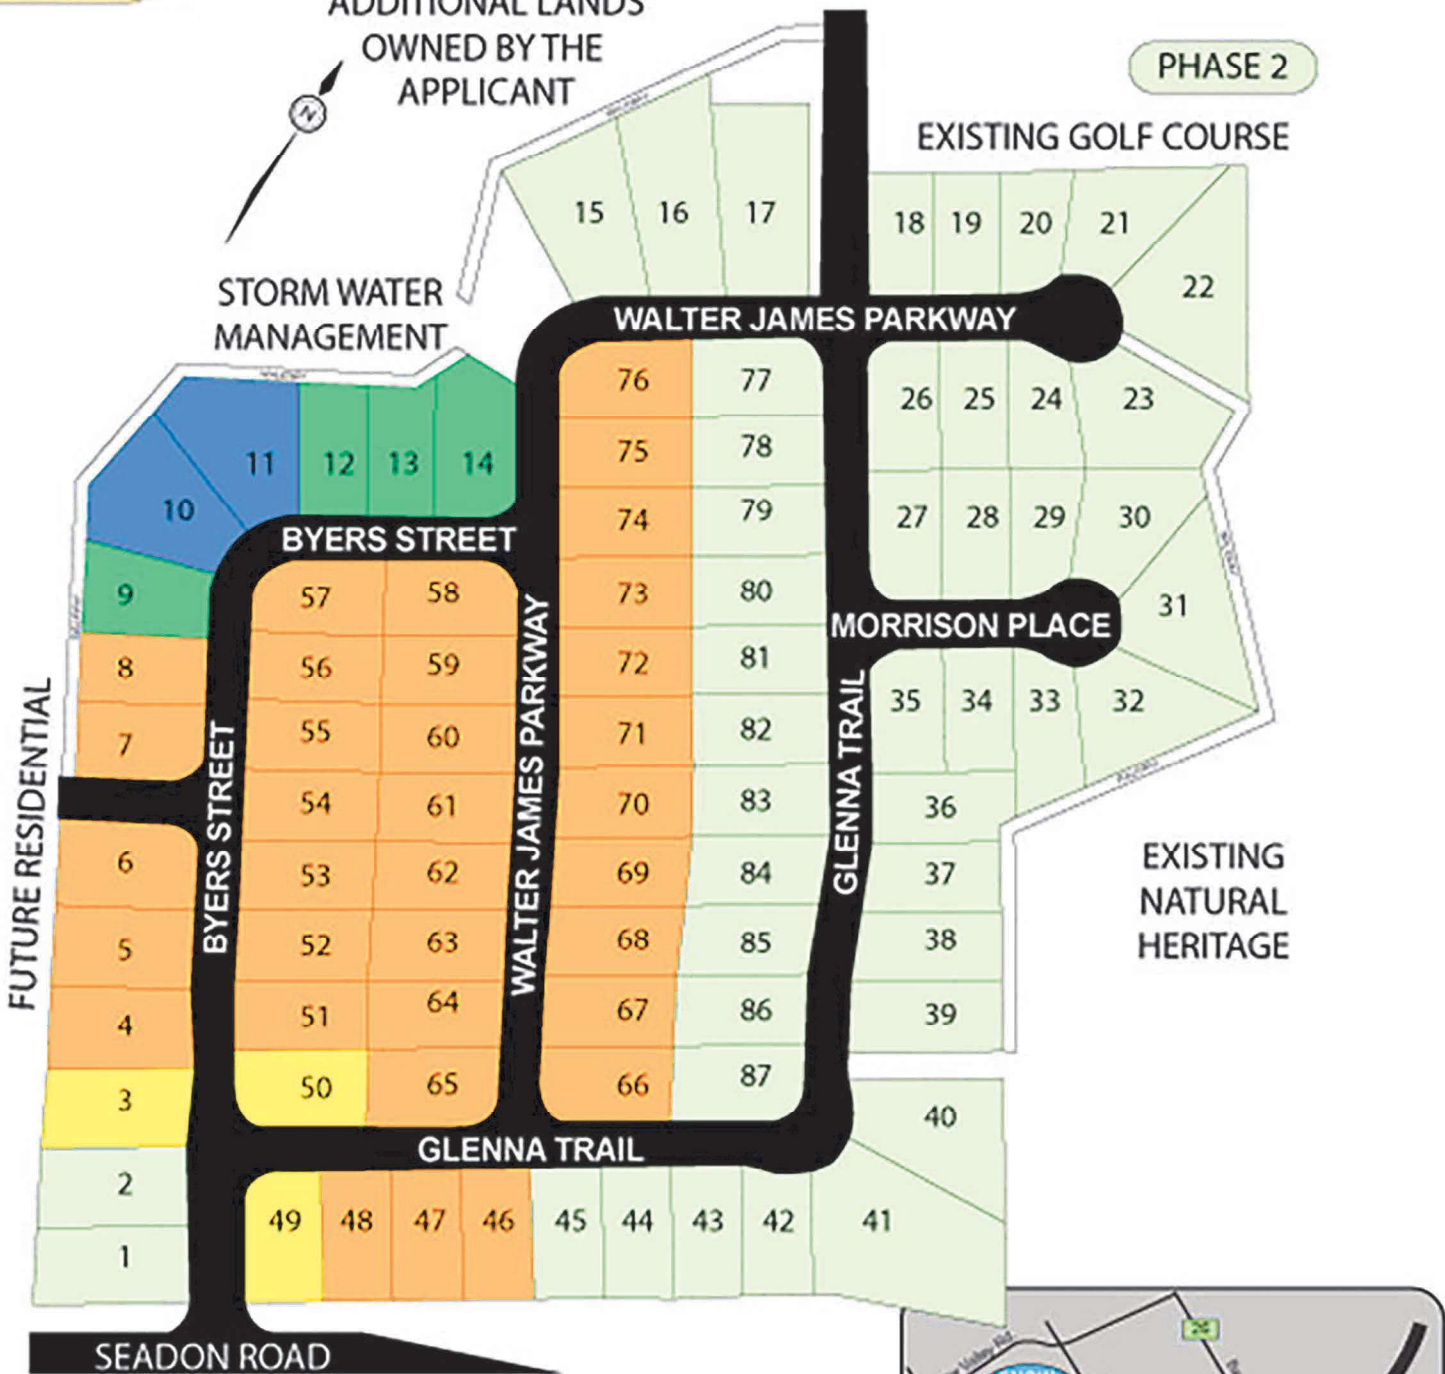 ADDITIONAL LANDS
OWNED BY THE
APPLICANT
N
PHASE 2
EXISTING GOLF COURSE
15 16 17
18 19 20 21
22
STORM WATER
MANAGEMENT
WALTER JAMES PARKWAY
76 77
26 25 24 23
75 78
11 12 13 14
10
74 79
27 28 29 30
BYERS STREET
9
57 58
73 80
31
MORRISON PLACE
8
56 59
72 81
35 34 33 32
7
55 60
71 82
54 61
70 83
36
FUTURE RESIDENTIAL
BYERS STREET
WALTER JAMES PARKWAY
GLENNA TRAIL
6
53 62
69 84
37
EXISTING
NATURAL
HERITAGE
5
52 63
68 85
38
4
51 64
67 86
39
3
50 65
66 87
40
GLENNA TRAIL
2
49 48 47 46 45 44 43 42 41
1
SEADON ROAD
26
Valley Rd